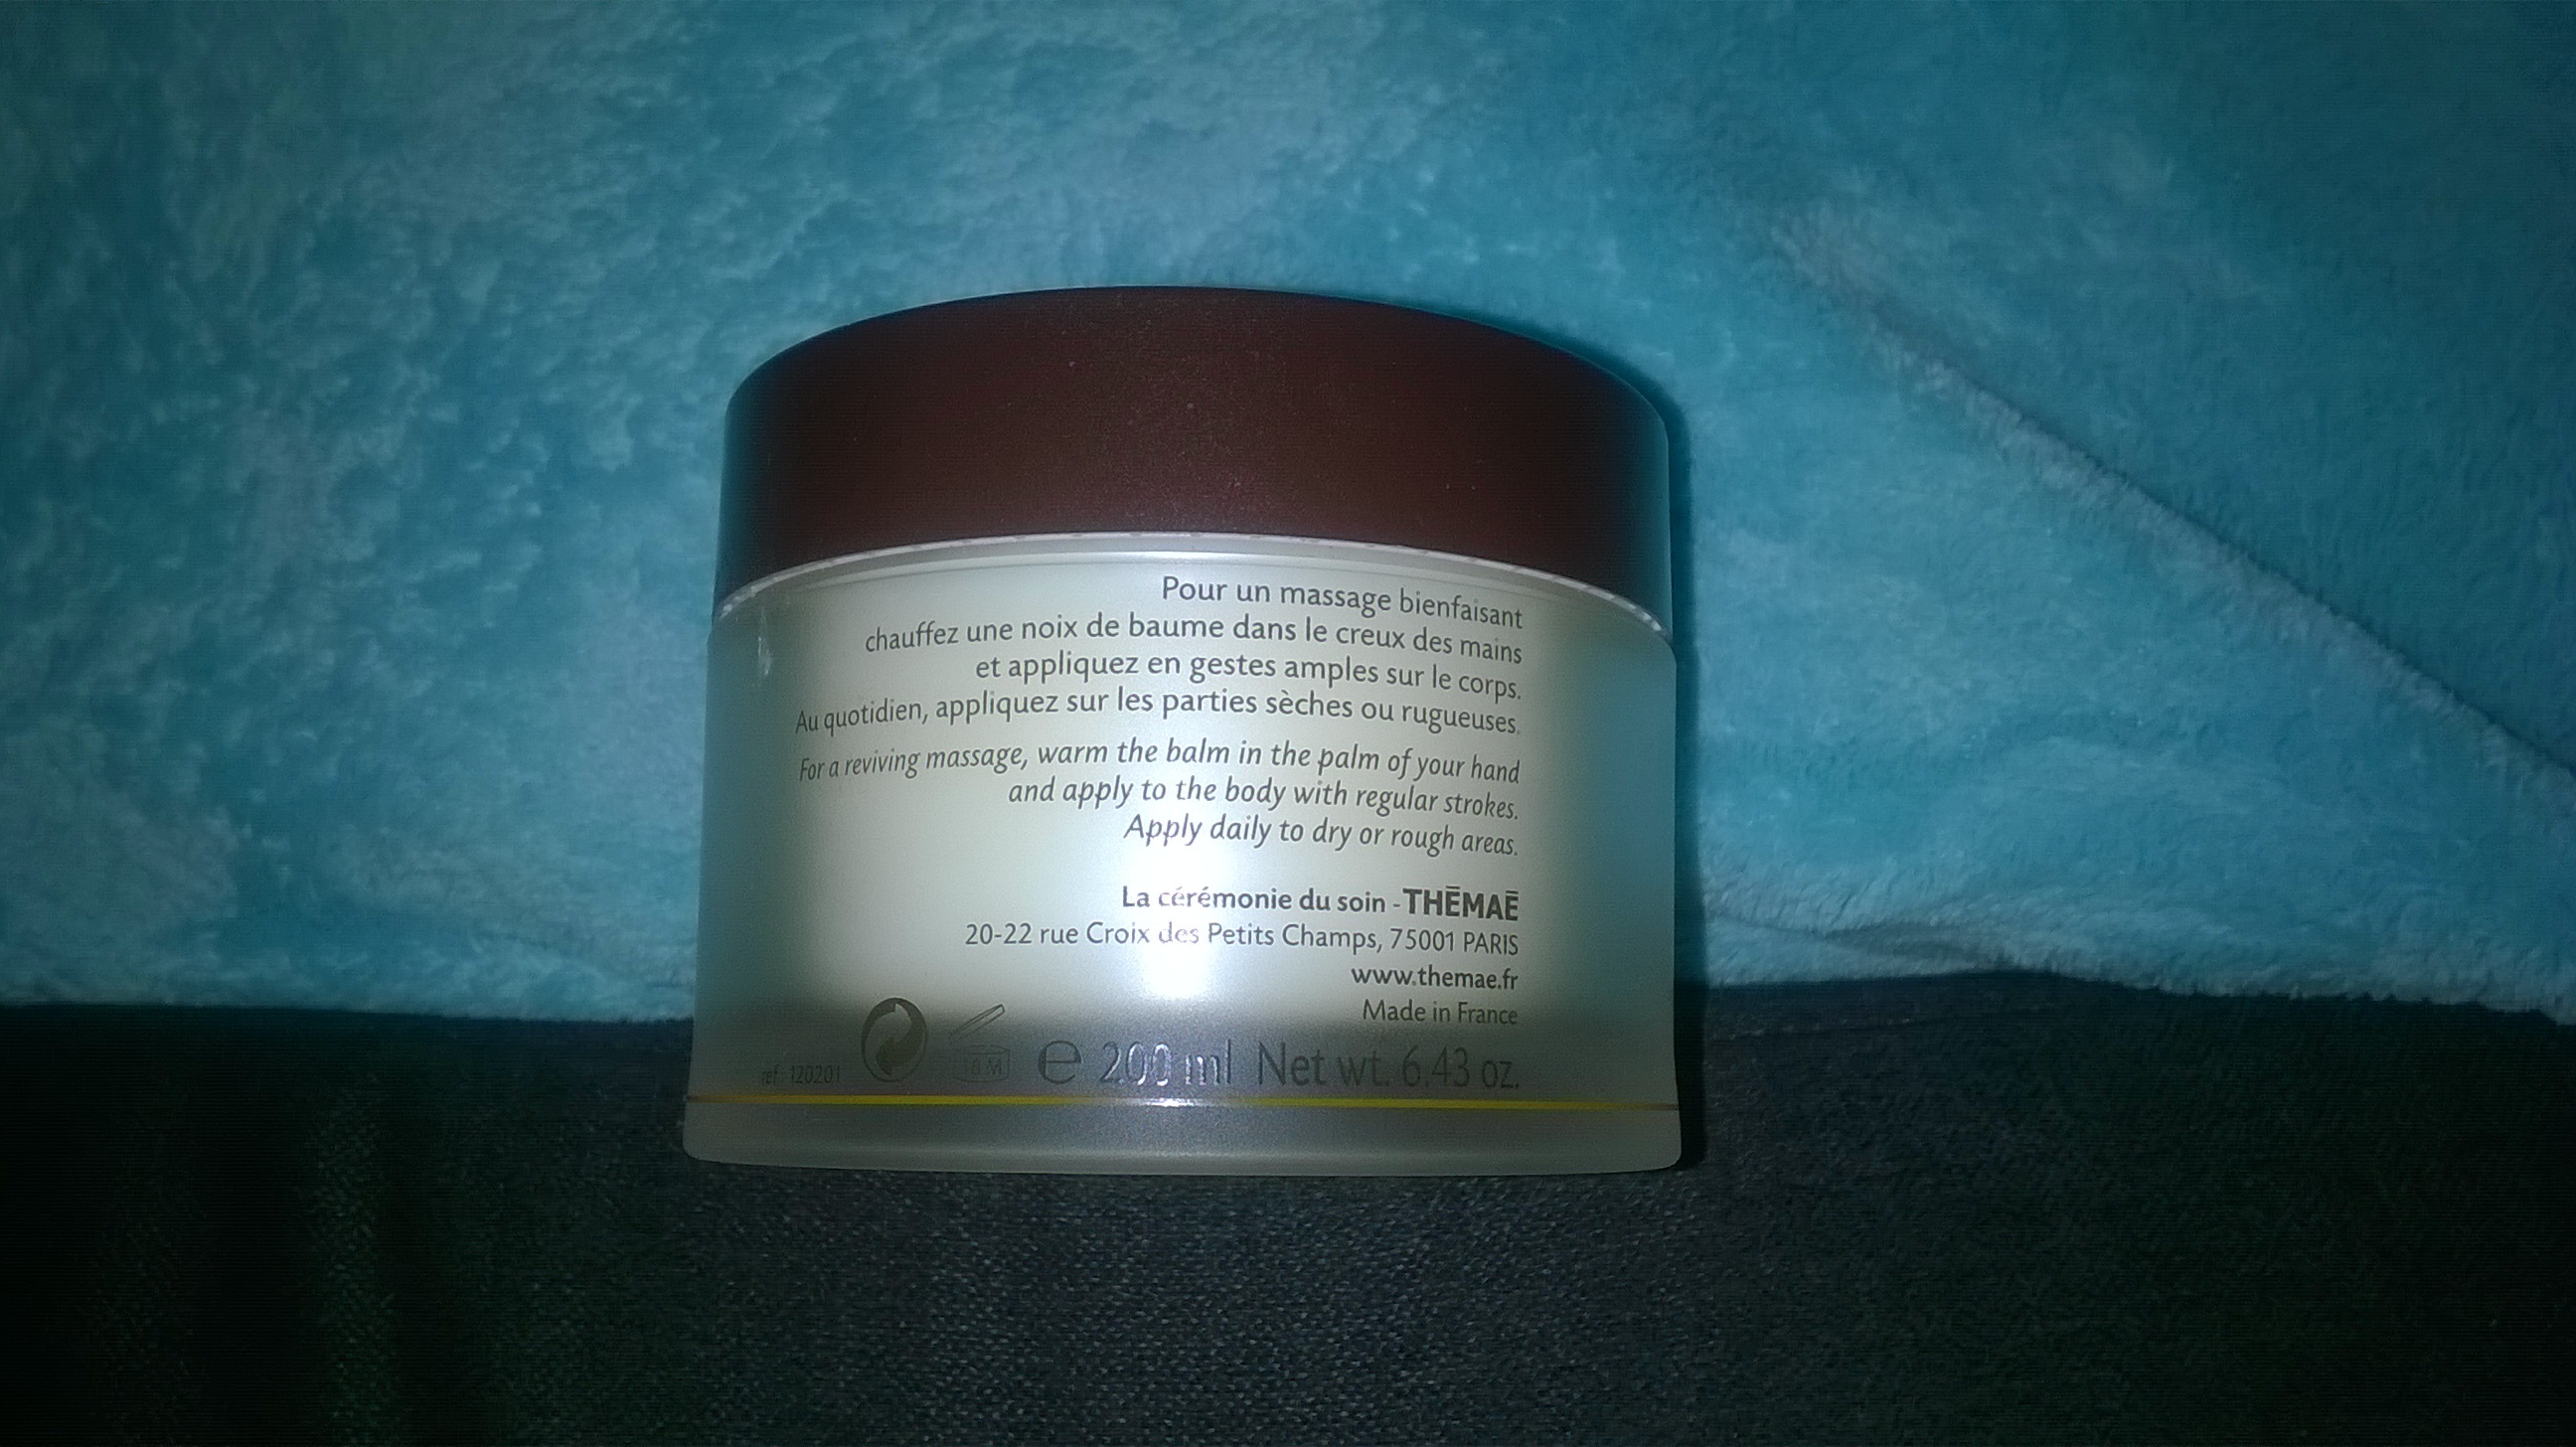 Pour un massage bienfaisant
chauffez une noix de baume dans le creux des mains
et appliquez en gestes amples sur le corps.
Au quotidien, appliquez sur les parties sèches ou rugueuses.
For a reviving massage, warm the balm in the palm of your hand
and apply to the body with regular strokes.
Apply daily to dry or rough areas.
La cérémonie du soin - THĒMAĒ
20-22 rue Croix des Petits Champs, 75001 PARIS
www.themae.fr
Made in France
ref : 120201 18 M e 200 ml Net wt. 6.43 oz.